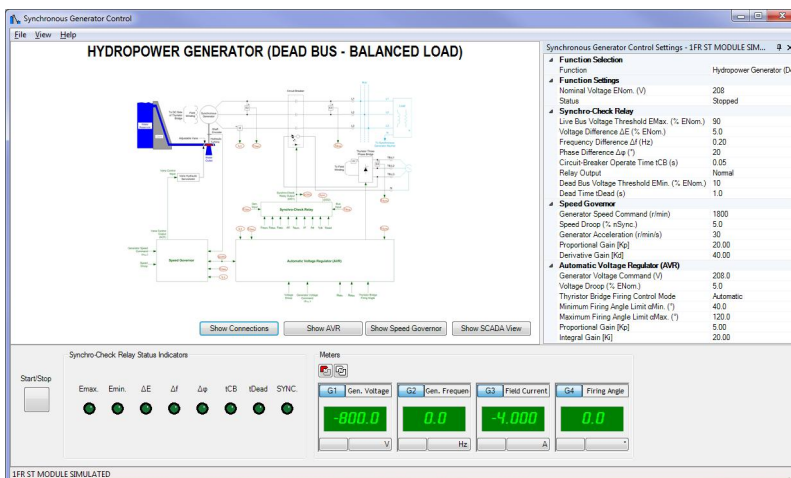 Synchronous Generator Control
File View Help
HYDROPOWER GENERATOR (DEAD BUS - BALANCED LOAD)
Synchro-Check Relay
Speed Governor
Automatic Voltage Regulator (AVR)
Show Connections
Show AVR
Show Speed Governor
Show SCADA View
Synchronous Generator Control Settings - 1FR ST MODULE SIM...
Function Selection
Function Hydropower Generator (De
Function Settings
Nominal Voltage ENom. (V) 208
Status Stopped
Synchro-Check Relay
Live Bus Voltage Threshold EMax. (% ENom.) 90
Voltage Difference ΔE (% ENom.) 5.0
Frequency Difference Δf (Hz) 0.20
Phase Difference Δφ (°) 20
Circuit-Breaker Operate Time tCB (s) 0.05
Relay Output Normal
Dead Bus Voltage Threshold EMin. (% ENom.) 10
Dead Time tDead (s) 1.0
Speed Governor
Generator Speed Command (r/min) 1800
Speed Droop (% nSync.) 5.0
Generator Acceleration (r/min/s) 30
Proportional Gain [Kp] 20.00
Derivative Gain [Kd] 40.00
Automatic Voltage Regulator (AVR)
Generator Voltage Command (V) 208.0
Voltage Droop (% ENom.) 5.0
Thyristor Bridge Firing Control Mode Automatic
Minimum Firing Angle Limit αMin. (°) 40.0
Maximum Firing Angle Limit αMax. (°) 120.0
Proportional Gain [Kp] 5.00
Integral Gain [Ki] 20.00
Start/Stop
Synchro-Check Relay Status Indicators
Emax. Emin. ΔE Δf Δφ tCB tDead SYNC.
Meters
G1 Gen. Voltage G2 Gen. Frequen G3 Field Current G4 Firing Angle
-800.0 0.0 -4.000 0.0
V Hz A °
1FR ST MODULE SIMULATED